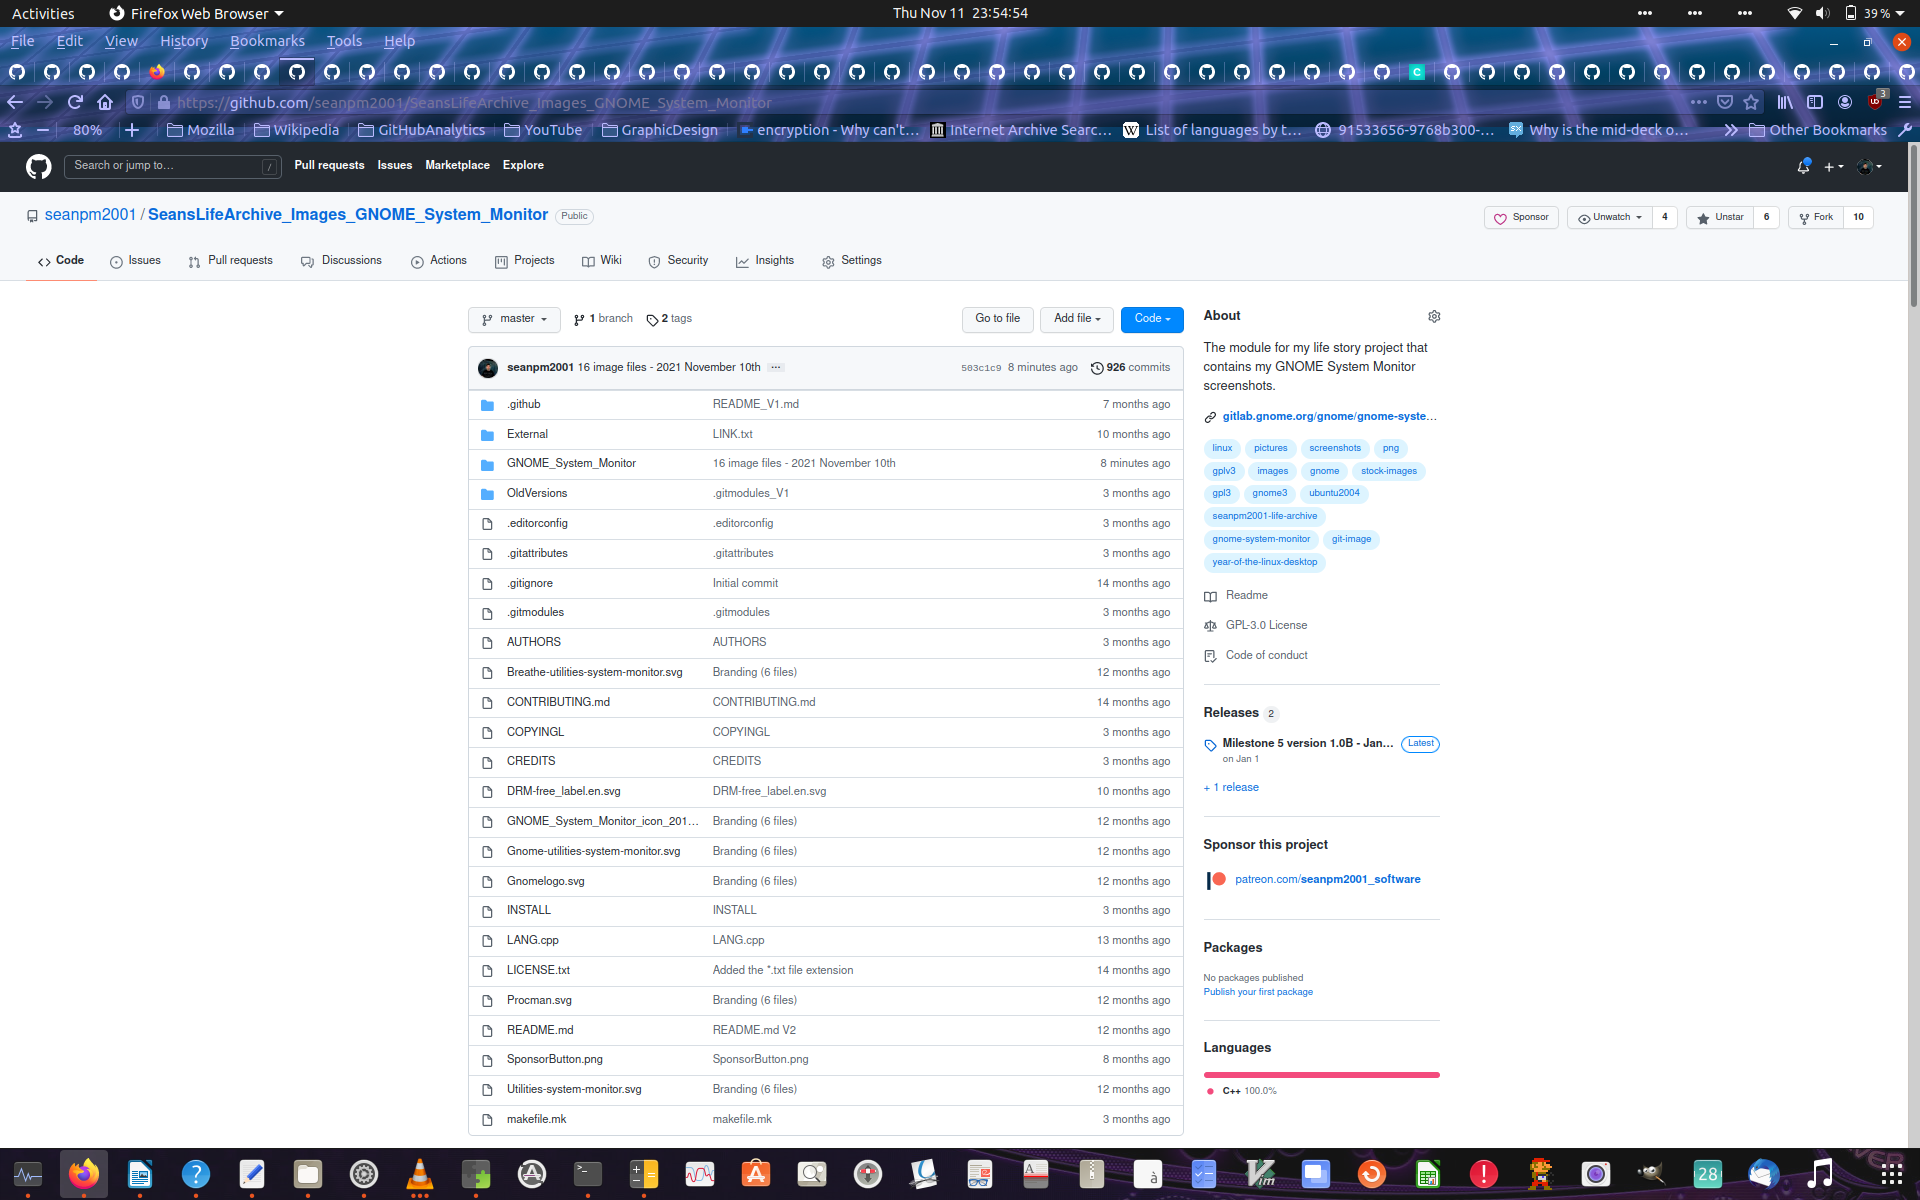 Activities Firefox Web Browser Thu Nov 11 23:54:54 39 %
File Edit View History Bookmarks Tools Help
https://github.com/seanpm2001/SeansLifeArchive_Images_GNOME_System_Monitor 3
80% Mozilla Wikipedia GitHubAnalytics YouTube GraphicDesign encryption - Why can't... Internet Archive Searc... List of languages by t... 91533656-9768b300-... Why is the mid-deck o... Other Bookmarks
Search or jump to... / Pull requests Issues Marketplace Explore
seanpm2001 / SeansLifeArchive_Images_GNOME_System_Monitor Public Sponsor Unwatch 4 Unstar 6 Fork 10
Code Issues Pull requests Discussions Actions Projects Wiki Security Insights Settings
master 1 branch 2 tags Go to file Add file Code
seanpm2001 16 image files - 2021 November 10th ... 503c1c9 8 minutes ago 926 commits
.github README_V1.md 7 months ago
External LINK.txt 10 months ago
GNOME_System_Monitor 16 image files - 2021 November 10th 8 minutes ago
OldVersions .gitmodules_V1 3 months ago
.editorconfig .editorconfig 3 months ago
.gitattributes .gitattributes 3 months ago
.gitignore Initial commit 14 months ago
.gitmodules .gitmodules 3 months ago
AUTHORS AUTHORS 3 months ago
Breathe-utilities-system-monitor.svg Branding (6 files) 12 months ago
CONTRIBUTING.md CONTRIBUTING.md 14 months ago
COPYINGL COPYINGL 3 months ago
CREDITS CREDITS 3 months ago
DRM-free_label.en.svg DRM-free_label.en.svg 10 months ago
GNOME_System_Monitor_icon_201... Branding (6 files) 12 months ago
Gnome-utilities-system-monitor.svg Branding (6 files) 12 months ago
Gnomelogo.svg Branding (6 files) 12 months ago
INSTALL INSTALL 3 months ago
LANG.cpp LANG.cpp 13 months ago
LICENSE.txt Added the *.txt file extension 14 months ago
Procman.svg Branding (6 files) 12 months ago
README.md README.md V2 12 months ago
SponsorButton.png SponsorButton.png 8 months ago
Utilities-system-monitor.svg Branding (6 files) 12 months ago
makefile.mk makefile.mk 3 months ago
About
The module for my life story project that
contains my GNOME System Monitor
screenshots.
gitlab.gnome.org/gnome/gnome-syste...
linux pictures screenshots png
gplv3 images gnome stock-images
gpl3 gnome3 ubuntu2004
seanpm2001-life-archive
gnome-system-monitor git-image
year-of-the-linux-desktop
Readme
GPL-3.0 License
Code of conduct
Releases 2
Milestone 5 version 1.0B - Jan... Latest
on Jan 1
+ 1 release
Sponsor this project
patreon.com/seanpm2001_software
Packages
No packages published
Publish your first package
Languages
C++ 100.0%
28